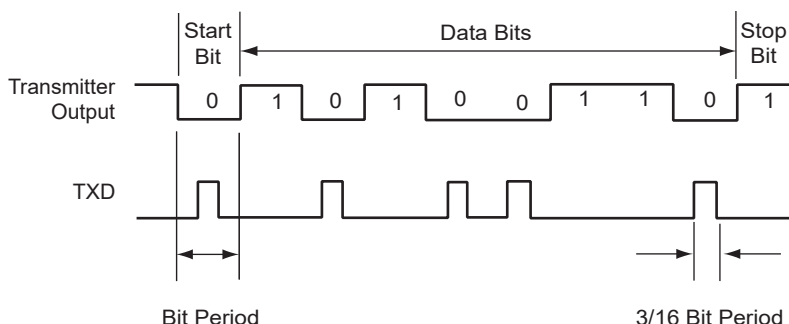 Start
Bit
Data Bits
Stop
Bit
Transmitter
Output
0 1 0 1 0 0 1 1 0 1
TXD
Bit Period
3/16 Bit Period